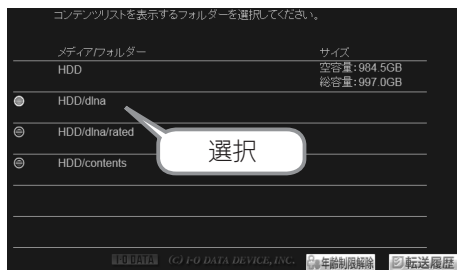 コンテンツリストを表示するフォルダーを選択してください。
メディア/フォルダー サイズ
HDD 空容量:984.5GB
総容量:997.0GB
HDD/dlna
HDD/dlna/rated
選択
HDD/contents
I-O DATA (C) I-O DATA DEVICE, INC. 年齢制限解除 転送履歴